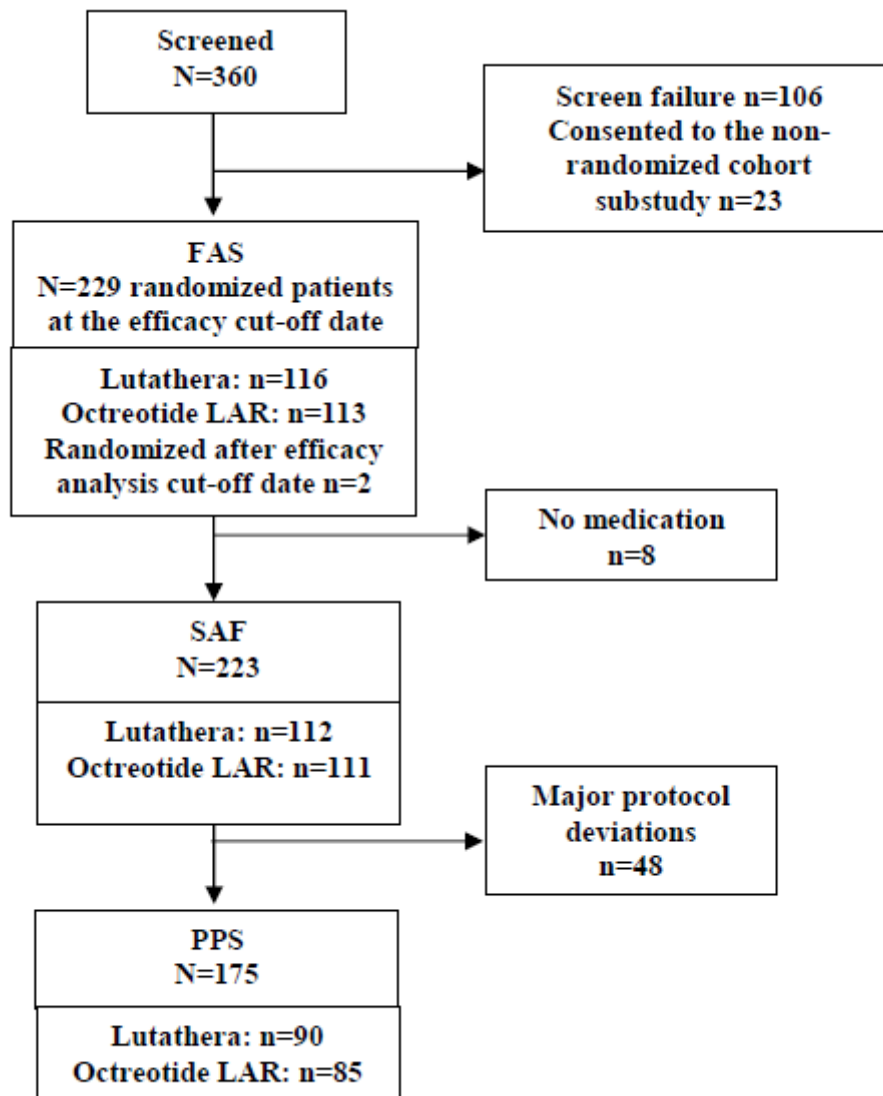 Screened
N=360
Screen failure n=106
Consented to the non-
randomized cohort
substudy n=23
FAS
N=229 randomized patients
at the efficacy cut-off date
Lutathera: n=116
Octreotide LAR: n=113
Randomized after efficacy
analysis cut-off date n=2
No medication
n=8
SAF
N=223
Lutathera: n=112
Octreotide LAR: n=111
Major protocol
deviations
n=48
PPS
N=175
Lutathera: n=90
Octreotide LAR: n=85